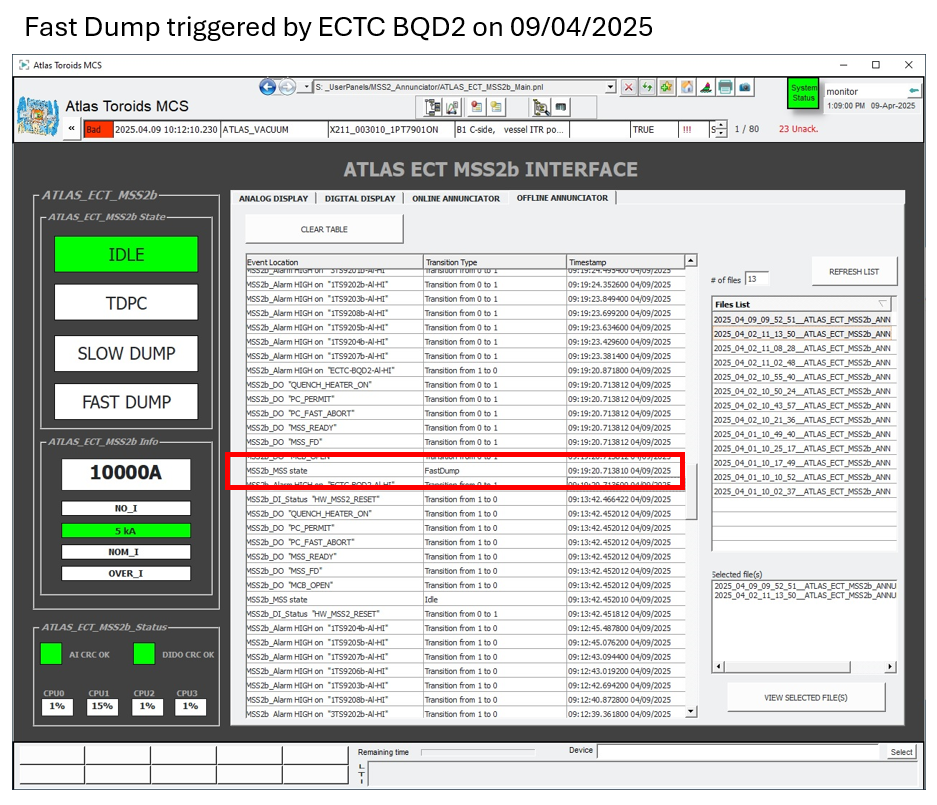 Fast Dump triggered by ECTC BQD2 on 09/04/2025
Atlas Toroids MCS
S: _UserPanels/MSS2_Annunciator/ATLAS_ECT_MSS2b_Main.pnl
Atlas Toroids MCS
System Status
monitor
1:09:00 PM 09-Apr-2025
« Bad 2025.04.09 10:12:10.230 ATLAS_VACUUM X211_003010_1PT7901ON B1 C-side, vessel ITR po... TRUE !!! S 1 / 80 23 Unack.
ATLAS ECT MSS2b INTERFACE
ATLAS_ECT_MSS2b
ATLAS_ECT_MSS2b State
IDLE
TDPC
SLOW DUMP
FAST DUMP
ATLAS_ECT_MSS2b Info
10000A
NO_I
5 kA
NOM_I
OVER_I
ATLAS_ECT_MSS2b_Status
AI CRC OK DIDO CRC OK
CPU0 CPU1 CPU2 CPU3
1% 15% 1% 1%
ANALOG DISPLAY DIGITAL DISPLAY ONLINE ANNUNCIATOR OFFLINE ANNUNCIATOR
CLEAR TABLE
Event Location Transition Type Timestamp
MSS2b_Alarm HIGH on "3TS9201b-Al-HI" Transition from 0 to 1 09:19:24.493400 04/09/2025
MSS2b_Alarm HIGH on "1TS9202b-Al-HI" Transition from 0 to 1 09:19:24.352600 04/09/2025
MSS2b_Alarm HIGH on "1TS9203b-Al-HI" Transition from 0 to 1 09:19:23.849400 04/09/2025
MSS2b_Alarm HIGH on "1TS9208b-Al-HI" Transition from 0 to 1 09:19:23.699200 04/09/2025
MSS2b_Alarm HIGH on "1TS9205b-Al-HI" Transition from 0 to 1 09:19:23.634600 04/09/2025
MSS2b_Alarm HIGH on "1TS9204b-Al-HI" Transition from 0 to 1 09:19:23.429600 04/09/2025
MSS2b_Alarm HIGH on "1TS9207b-Al-HI" Transition from 0 to 1 09:19:23.381400 04/09/2025
MSS2b_Alarm HIGH on "ECTC-BQD2-Al-HI" Transition from 1 to 0 09:19:20.871800 04/09/2025
MSS2b_DO "QUENCH_HEATER_ON" Transition from 0 to 1 09:19:20.713812 04/09/2025
MSS2b_DO "PC_PERMIT" Transition from 0 to 1 09:19:20.713812 04/09/2025
MSS2b_DO "PC_FAST_ABORT" Transition from 0 to 1 09:19:20.713812 04/09/2025
MSS2b_DO "MSS_READY" Transition from 0 to 1 09:19:20.713812 04/09/2025
MSS2b_DO "MSS_FD" Transition from 0 to 1 09:19:20.713812 04/09/2025
MSS2b_DO "MCB_OPEN" Transition from 0 to 1 09:19:20.713812 04/09/2025
MSS2b_MSS state FastDump 09:19:20.713810 04/09/2025
MSS2b_Alarm HIGH on "ECTC-BQD2-Al-HI" Transition from 0 to 1 09:19:20.713600 04/09/2025
MSS2b_DI_Status "HW_MSS2_RESET" Transition from 1 to 0 09:13:42.466422 04/09/2025
MSS2b_DO "QUENCH_HEATER_ON" Transition from 1 to 0 09:13:42.452012 04/09/2025
MSS2b_DO "PC_PERMIT" Transition from 1 to 0 09:13:42.452012 04/09/2025
MSS2b_DO "PC_FAST_ABORT" Transition from 1 to 0 09:13:42.452012 04/09/2025
MSS2b_DO "MSS_READY" Transition from 1 to 0 09:13:42.452012 04/09/2025
MSS2b_DO "MSS_FD" Transition from 1 to 0 09:13:42.452012 04/09/2025
MSS2b_DO "MCB_OPEN" Transition from 1 to 0 09:13:42.452012 04/09/2025
MSS2b_MSS state Idle 09:13:42.452010 04/09/2025
MSS2b_DI_Status "HW_MSS2_RESET" Transition from 0 to 1 09:13:42.451812 04/09/2025
MSS2b_Alarm HIGH on "1TS9204b-Al-HI" Transition from 1 to 0 09:12:45.487800 04/09/2025
MSS2b_Alarm HIGH on "1TS9205b-Al-HI" Transition from 1 to 0 09:12:45.076200 04/09/2025
MSS2b_Alarm HIGH on "1TS9207b-Al-HI" Transition from 1 to 0 09:12:43.094400 04/09/2025
MSS2b_Alarm HIGH on "1TS9206b-Al-HI" Transition from 1 to 0 09:12:43.019200 04/09/2025
MSS2b_Alarm HIGH on "1TS9203b-Al-HI" Transition from 1 to 0 09:12:42.694200 04/09/2025
MSS2b_Alarm HIGH on "1TS9208b-Al-HI" Transition from 1 to 0 09:12:40.872800 04/09/2025
MSS2b_Alarm HIGH on "3TS9202b-Al-HI" Transition from 1 to 0 09:12:39.361800 04/09/2025
# of files 13
REFRESH LIST
Files List
2025_04_09_09_52_51__ATLAS_ECT_MSS2b_ANN
2025_04_02_11_13_50__ATLAS_ECT_MSS2b_ANN
2025_04_02_11_08_28__ATLAS_ECT_MSS2b_ANN
2025_04_02_11_02_48__ATLAS_ECT_MSS2b_ANN
2025_04_02_10_55_40__ATLAS_ECT_MSS2b_ANN
2025_04_02_10_50_24__ATLAS_ECT_MSS2b_ANN
2025_04_02_10_43_57__ATLAS_ECT_MSS2b_ANN
2025_04_02_10_21_36__ATLAS_ECT_MSS2b_ANN
2025_04_01_10_49_40__ATLAS_ECT_MSS2b_ANN
2025_04_01_10_25_17__ATLAS_ECT_MSS2b_ANN
2025_04_01_10_17_49__ATLAS_ECT_MSS2b_ANN
2025_04_01_10_10_52__ATLAS_ECT_MSS2b_ANN
2025_04_01_10_02_37__ATLAS_ECT_MSS2b_ANN
Selected file(s)
2025_04_09_09_52_51__ATLAS_ECT_MSS2b_ANNU
2025_04_02_11_13_50__ATLAS_ECT_MSS2b_ANNU
VIEW SELECTED FILE(S)
Remaining time
Device
Select
L
T
I